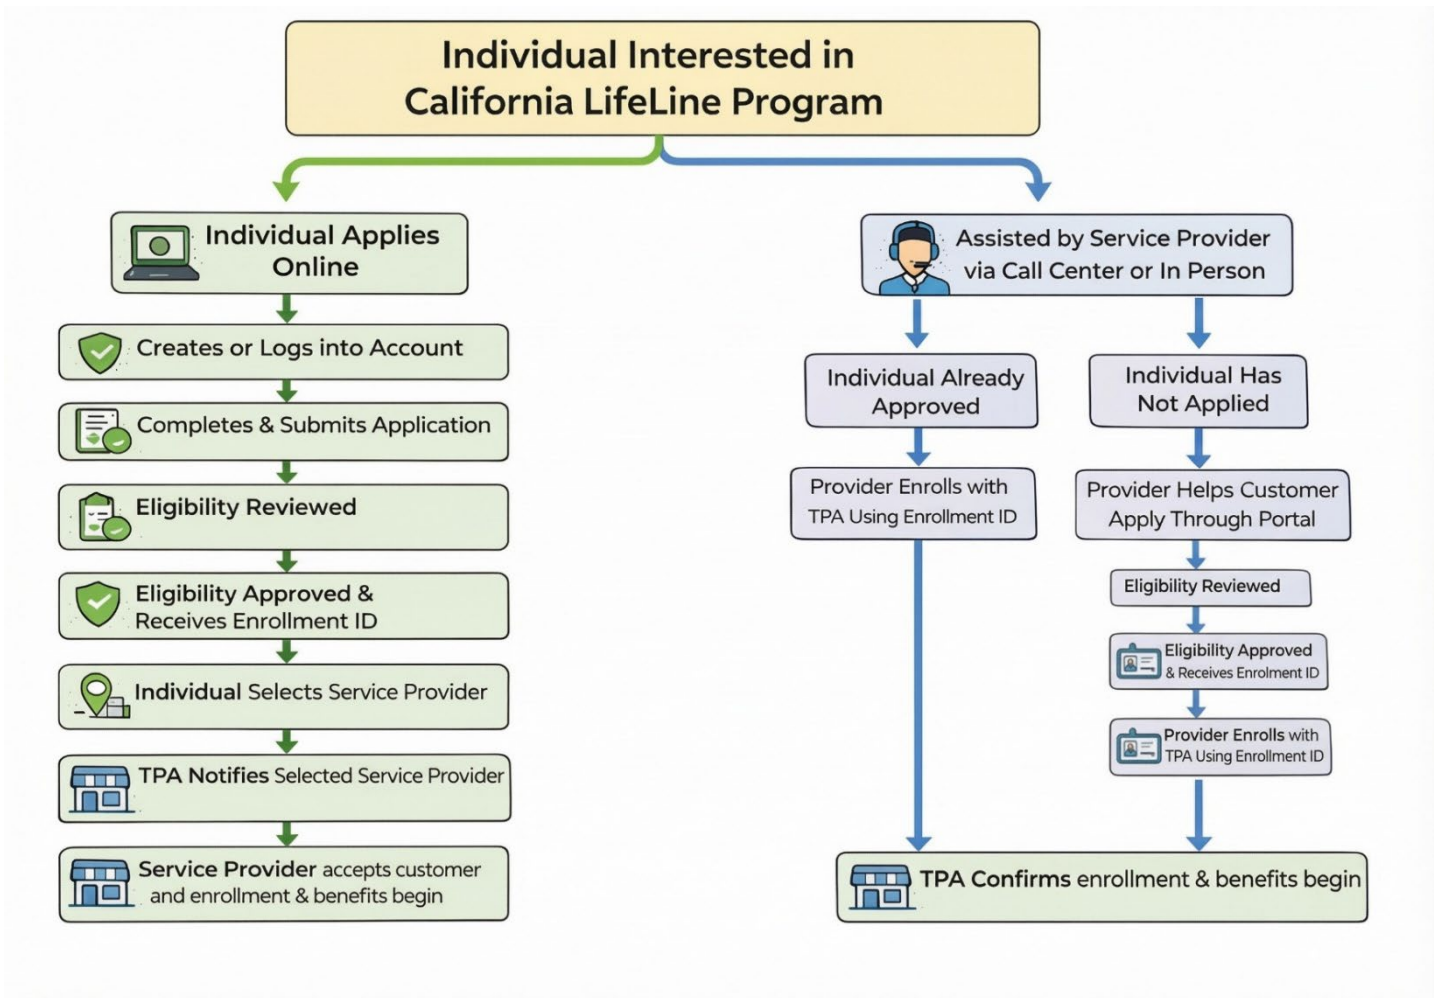 Individual Interested in
California LifeLine Program
Individual Applies
Online
Creates or Logs into Account
Completes & Submits Application
Eligibility Reviewed
Eligibility Approved &
Receives Enrollment ID
Individual Selects Service Provider
TPA Notifies Selected Service Provider
Service Provider accepts customer
and enrollment & benefits begin
Assisted by Service Provider
via Call Center or In Person
Individual Already
Approved
Provider Enrolls with
TPA Using Enrollment ID
Individual Has
Not Applied
Provider Helps Customer
Apply Through Portal
Eligibility Reviewed
Eligibility Approved
& Receives Enrolment ID
Provider Enrolls with
TPA Using Enrollment ID
TPA Confirms enrollment & benefits begin